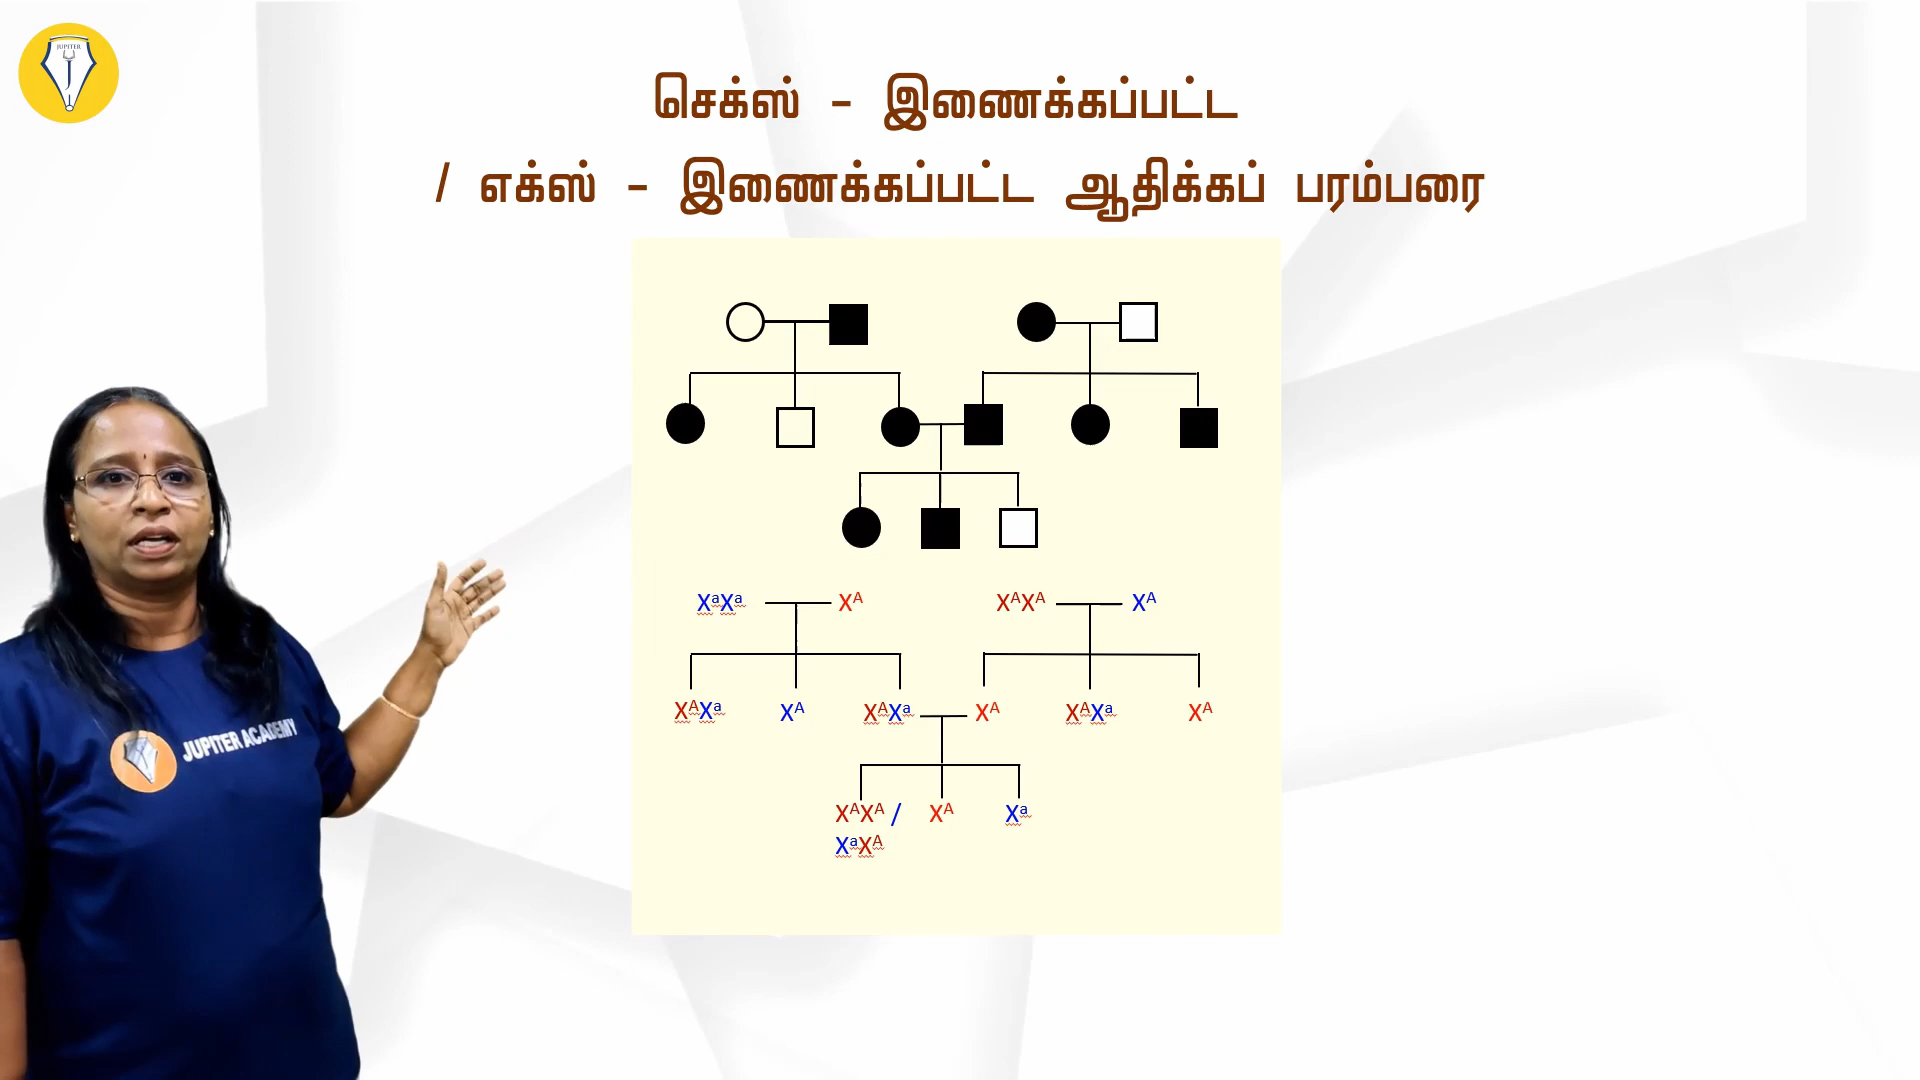 JUPITER
J
செக்ஸ் - இணைக்கப்பட்ட
/ எக்ஸ் - இணைக்கப்பட்ட ஆதிக்கப் பரம்பரை
XᵃXᵃ Xᴬ XᴬXᴬ Xᴬ
XᴬXᵃ Xᴬ XᴬXᵃ Xᴬ XᴬXᵃ Xᴬ
XᴬXᴬ / Xᴬ Xᵃ
XᵃXᴬ
JUPITER ACADEMY